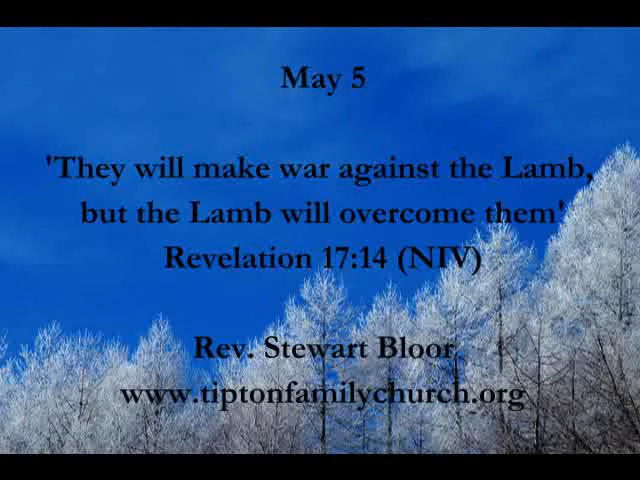 May 5
'They will make war against the Lamb,
but the Lamb will overcome them'
Revelation 17:14 (NIV)
Rev. Stewart Bloor
www.tiptonfamilychurch.org